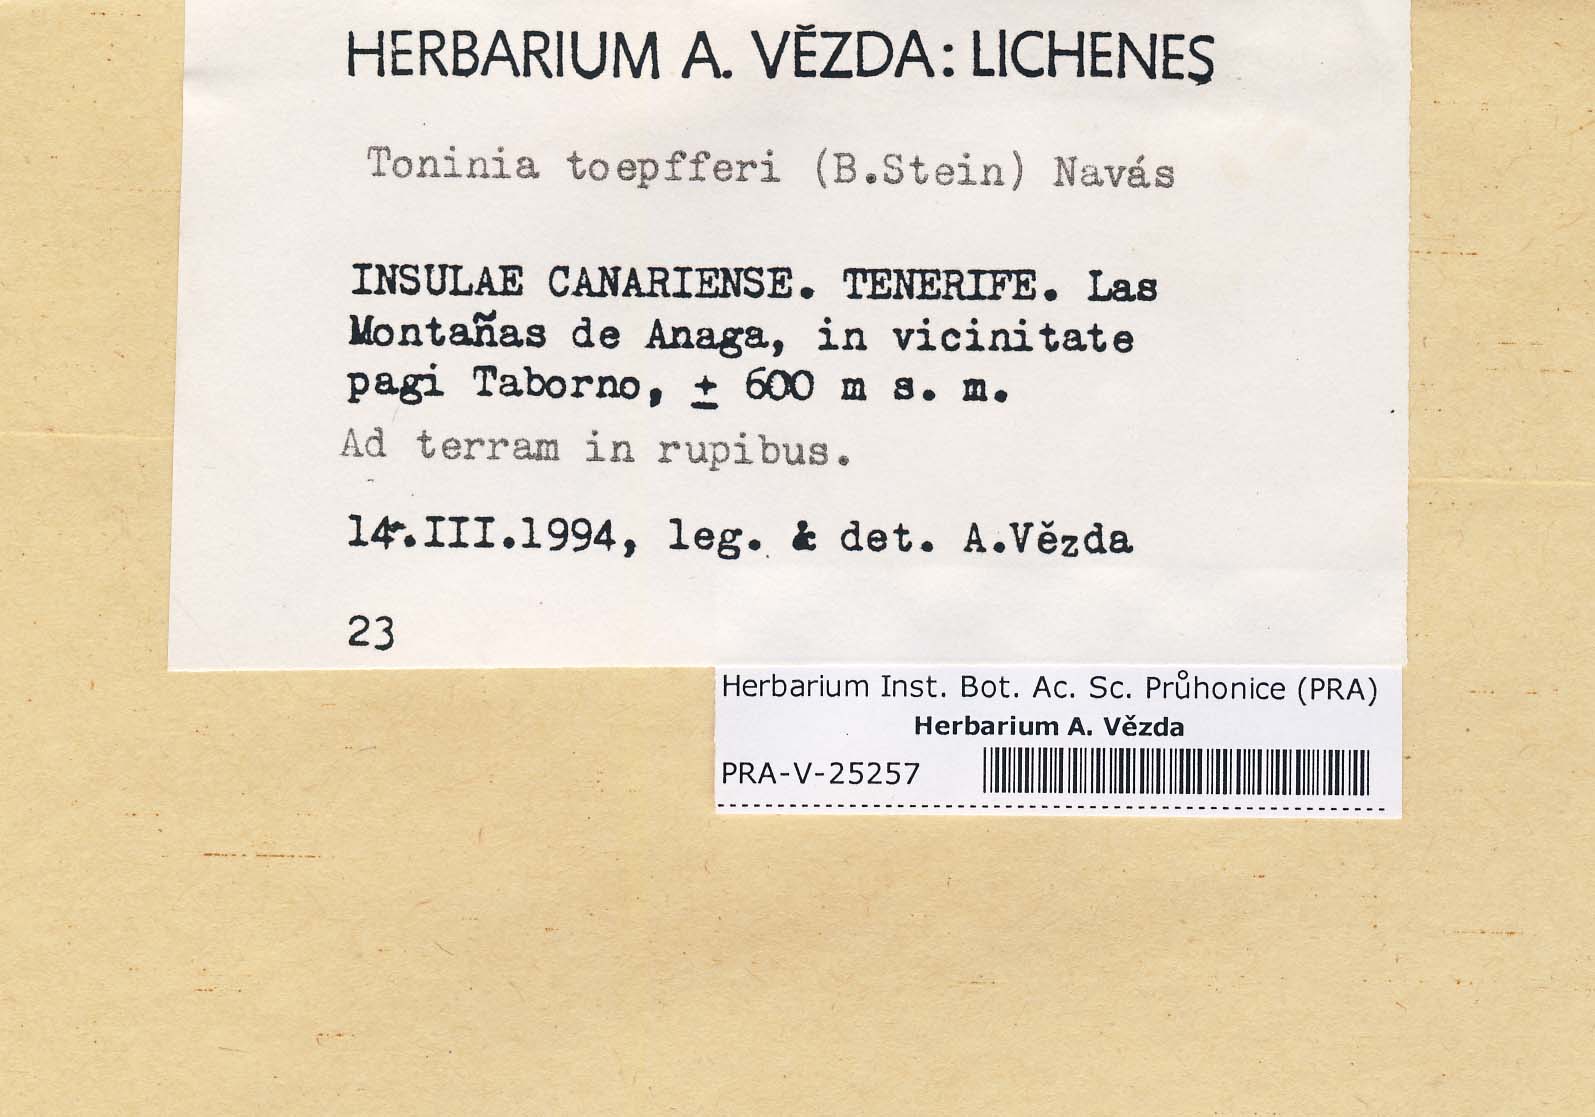 HERBARIUM A. VĚZDA: LICHENES
Toninia toepfferi (B.Stein) Navás
INSULAE CANARIENSE. TENERIFE. Las
Montañas de Anaga, in vicinitate
pagi Taborno, ± 600 m s. m.
Ad terram in rupibus.
14.III.1994, leg. & det. A.Vězda
23
Herbarium Inst. Bot. Ac. Sc. Průhonice (PRA)
Herbarium A. Vězda
PRA-V-25257